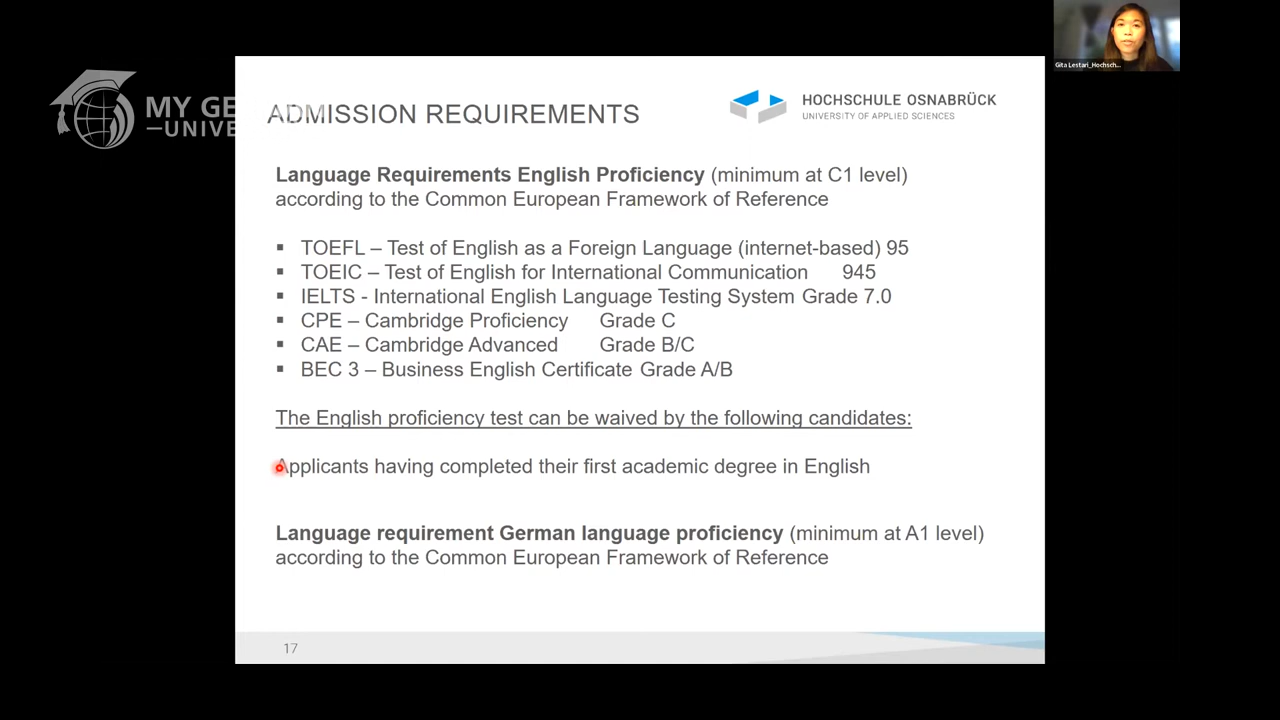 Gita Lestari_Hochsch...
MY GE
—UNIVE
ADMISSION REQUIREMENTS
HOCHSCHULE OSNABRÜCK
UNIVERSITY OF APPLIED SCIENCES
Language Requirements English Proficiency (minimum at C1 level)
according to the Common European Framework of Reference
▪ TOEFL – Test of English as a Foreign Language (internet-based) 95
▪ TOEIC – Test of English for International Communication 945
▪ IELTS - International English Language Testing System Grade 7.0
▪ CPE – Cambridge Proficiency Grade C
▪ CAE – Cambridge Advanced Grade B/C
▪ BEC 3 – Business English Certificate Grade A/B
The English proficiency test can be waived by the following candidates:
Applicants having completed their first academic degree in English
Language requirement German language proficiency (minimum at A1 level)
according to the Common European Framework of Reference
17